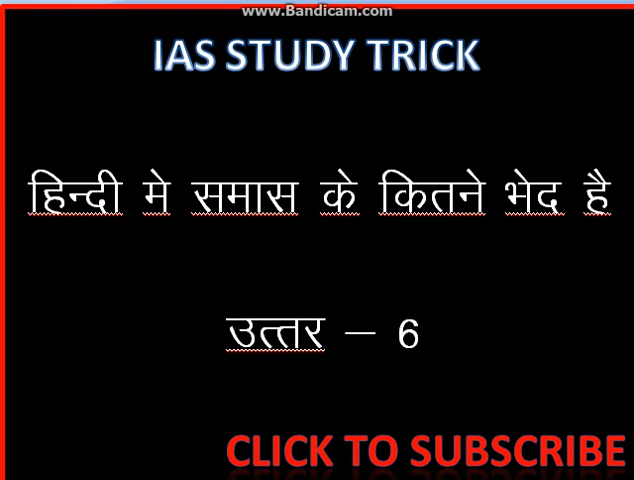 www.Bandicam.com
IAS STUDY TRICK
हिन्दी मे समास के कितने भेद है
उत्तर – 6
CLICK TO SUBSCRIBE